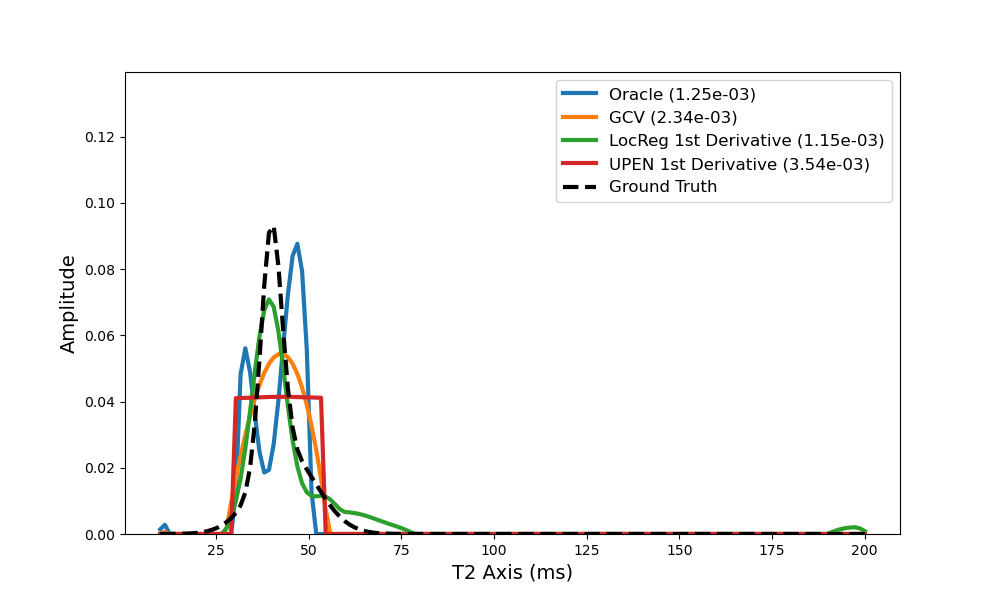 Oracle (1.25e-03)
GCV (2.34e-03)
LocReg 1st Derivative (1.15e-03)
UPEN 1st Derivative (3.54e-03)
Ground Truth
0.12
0.10
0.08
0.06
0.04
0.02
0.00
Amplitude
25 50 75 100 125 150 175 200
T2 Axis (ms)